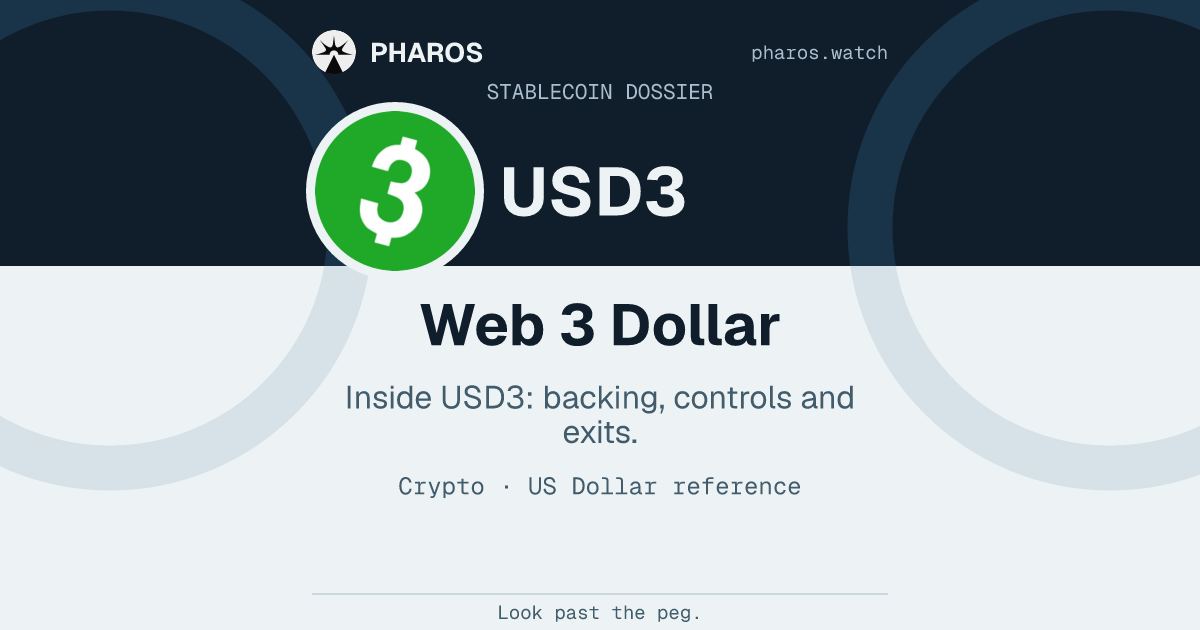 PHAROS
pharos.watch
STABLECOIN DOSSIER
USD3
Web 3 Dollar
Inside USD3: backing, controls and
exits.
Crypto · US Dollar reference
Look past the peg.